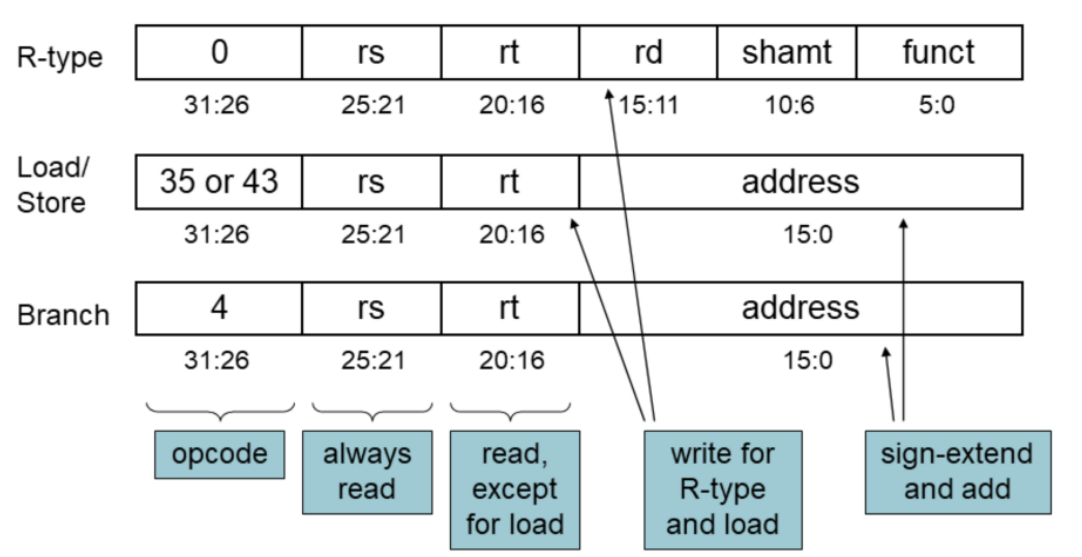 R-type 0 rs rt rd shamt funct
31:26 25:21 20:16 15:11 10:6 5:0
Load/
Store
35 or 43 rs rt address
31:26 25:21 20:16 15:0
Branch 4 rs rt address
31:26 25:21 20:16 15:0
opcode
always
read
read,
except
for load
write for
R-type
and load
sign-extend
and add